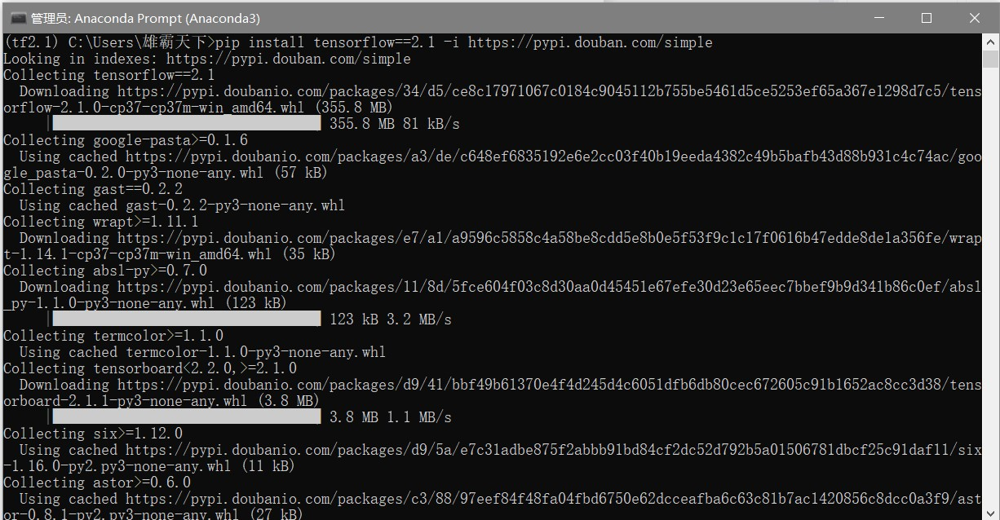 管理员: Anaconda Prompt (Anaconda3)
(tf2.1) C:\Users\雄霸天下>pip install tensorflow==2.1 -i https://pypi.douban.com/simple
Looking in indexes: https://pypi.douban.com/simple
Collecting tensorflow==2.1
  Downloading https://pypi.doubanio.com/packages/34/d5/ce8c17971067c0184c9045112b755be5461d5ce5253ef65a367e1298d7c5/tens
orflow-2.1.0-cp37-cp37m-win_amd64.whl (355.8 MB)
355.8 MB 81 kB/s
Collecting google-pasta>=0.1.6
  Using cached https://pypi.doubanio.com/packages/a3/de/c648ef6835192e6e2cc03f40b19eeda4382c49b5bafb43d88b931c4c74ac/goo
gle_pasta-0.2.0-py3-none-any.whl (57 kB)
Collecting gast==0.2.2
  Using cached gast-0.2.2-py3-none-any.whl
Collecting wrapt>=1.11.1
  Downloading https://pypi.doubanio.com/packages/e7/a1/a9596c5858c4a58be8cdd5e8b0e5f53f9c1c17f0616b47edde8de1a356fe/wrap
t-1.14.1-cp37-cp37m-win_amd64.whl (35 kB)
Collecting absl-py>=0.7.0
  Downloading https://pypi.doubanio.com/packages/11/8d/5fce604f03c8d30aa0d45451e67efe30d23e65eec7bbef9b9d341b86c0ef/absl
_py-1.1.0-py3-none-any.whl (123 kB)
123 kB 3.2 MB/s
Collecting termcolor>=1.1.0
  Using cached termcolor-1.1.0-py3-none-any.whl
Collecting tensorboard<2.2.0,>=2.1.0
  Downloading https://pypi.doubanio.com/packages/d9/41/bbf49b61370e4f4d245d4c6051dfb6db80cec672605c91b1652ac8cc3d38/tens
orboard-2.1.1-py3-none-any.whl (3.8 MB)
3.8 MB 1.1 MB/s
Collecting six>=1.12.0
  Using cached https://pypi.doubanio.com/packages/d9/5a/e7c31adbe875f2abbb91bd84cf2dc52d792b5a01506781dbcf25c91daf11/six
-1.16.0-py2.py3-none-any.whl (11 kB)
Collecting astor>=0.6.0
  Using cached https://pypi.doubanio.com/packages/c3/88/97eef84f48fa04fbd6750e62dcceafba6c63c81b7ac1420856c8dcc0a3f9/ast
or-0.8.1-py2.py3-none-any.whl (27 kB)